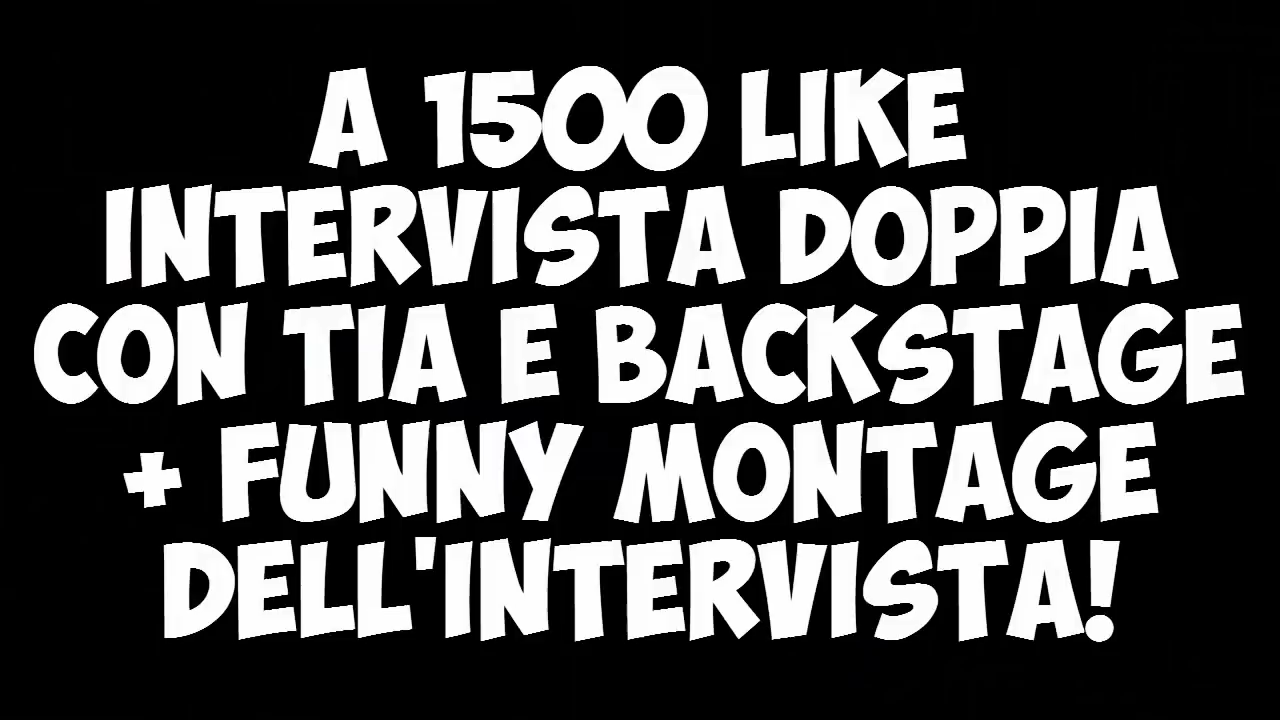 A 1500 LIKE
INTERVISTA DOPPIA
CON TIA E BACKSTAGE
+ FUNNY MONTAGE
DELL'INTERVISTA!